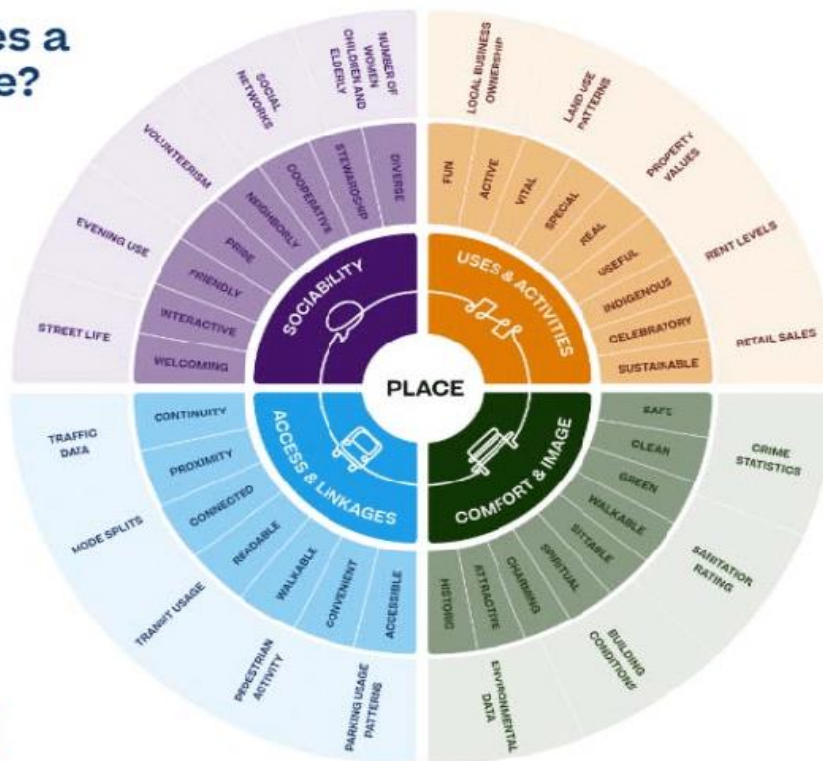 es a
e?
NUMBER OF
WOMEN
CHILDREN AND
ELDERLY
SOCIAL
NETWORKS
VOLUNTEERISM
EVENING USE
STREET LIFE
DIVERSE
STEWARDSHIP
COOPERATIVE
NEIGHBORLY
PRIDE
FRIENDLY
INTERACTIVE
WELCOMING
SOCIABILITY
LOCAL BUSINESS
OWNERSHIP
LAND USE
PATTERNS
PROPERTY
VALUES
RENT LEVELS
RETAIL SALES
FUN
ACTIVE
VITAL
SPECIAL
REAL
USEFUL
INDIGENOUS
CELEBRATORY
SUSTAINABLE
USES & ACTIVITIES
PLACE
ACCESS & LINKAGES
CONTINUITY
PROXIMITY
CONNECTED
READABLE
WALKABLE
CONVENIENT
ACCESSIBLE
TRAFFIC
DATA
MODE SPLITS
TRANSIT USAGE
PEDESTRIAN
ACTIVITY
PARKING USAGE
PATTERNS
COMFORT & IMAGE
SAFE
CLEAN
GREEN
WALKABLE
SITTABLE
SPIRITUAL
CHARMING
ATTRACTIVE
HISTORIC
CRIME
STATISTICS
SANITATION
RATING
BUILDING
CONDITIONS
ENVIRONMENTAL
DATA